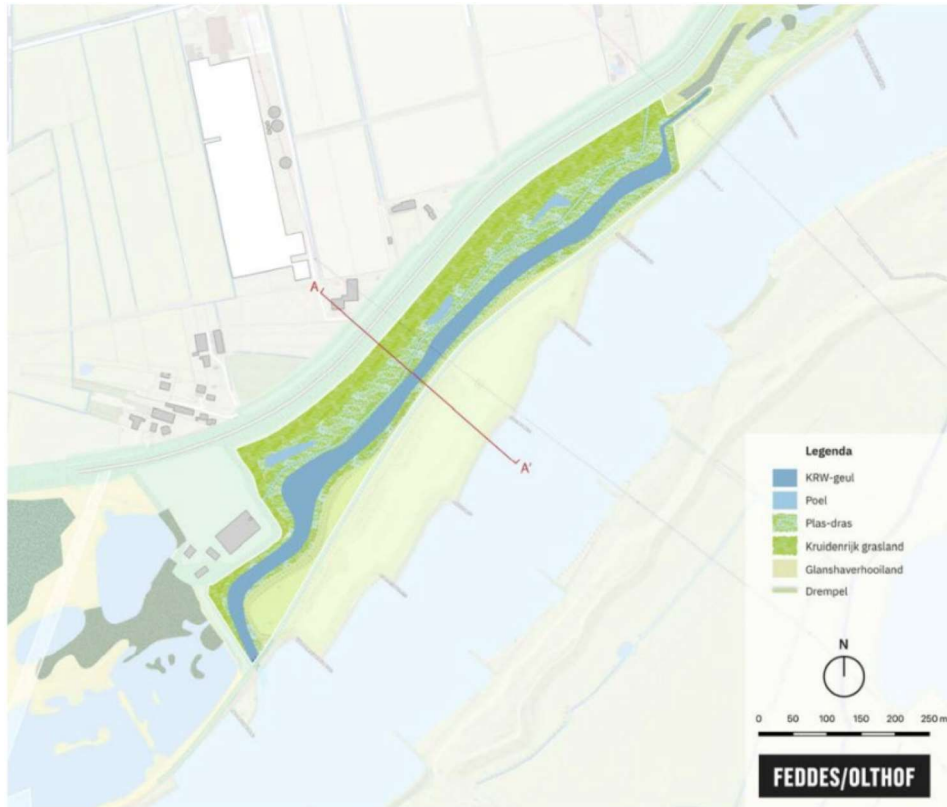 A
A'
Legenda
KRW-geul
Poel
Plas-dras
Kruidenrijk grasland
Glanshaverhooiland
Drempel
N
0 50 100 150 200 250 m
FEDDES/OLTHOF